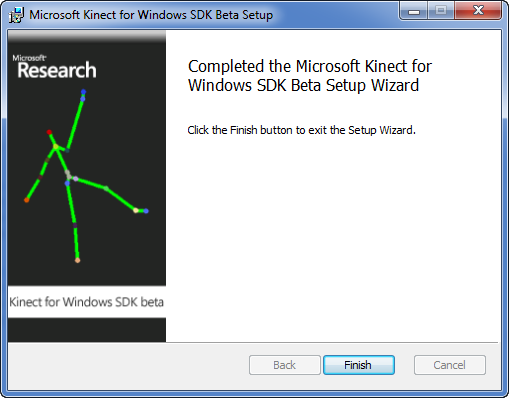 Microsoft Kinect for Windows SDK Beta Setup
Microsoft®
Research
Kinect for Windows SDK beta
Completed the Microsoft Kinect for
Windows SDK Beta Setup Wizard
Click the Finish button to exit the Setup Wizard.
Back
Finish
Cancel